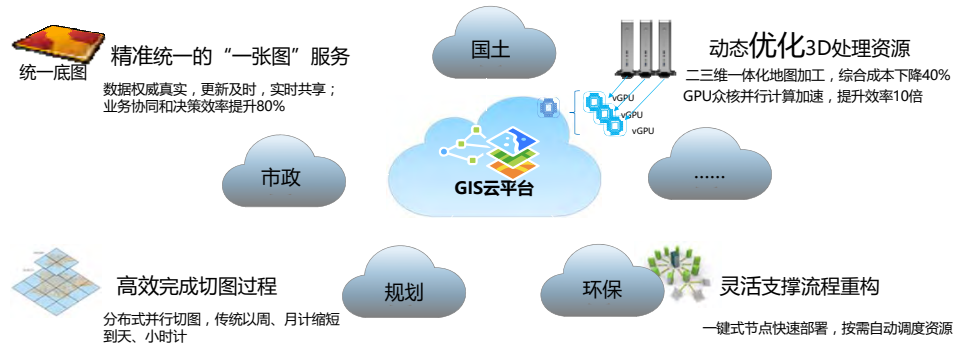 统一底图
精准统一的“一张图”服务
数据权威真实，更新及时，实时共享；
业务协同和决策效率提升80%
国土
动态优化3D处理资源
二三维一体化地图加工，综合成本下降40%
GPU众核并行计算加速，提升效率10倍
vGPU
vGPU
vGPU
市政
GIS云平台
……
高效完成切图过程
分布式并行切图，传统以周、月计缩短
到天、小时计
规划
环保
灵活支撑流程重构
一键式节点快速部署，按需自动调度资源